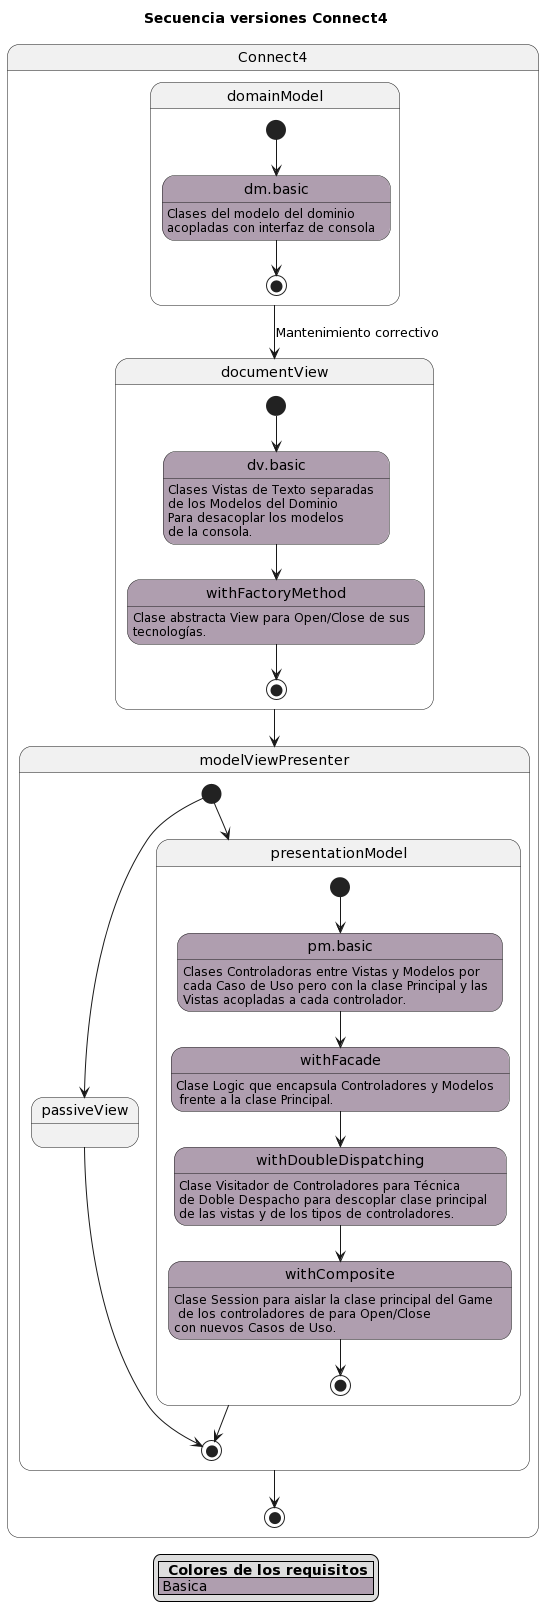 Secuencia versiones Connect4
Connect4
domainModel
dm.basic
Clases del modelo del dominio
acopladas con interfaz de consola
Mantenimiento correctivo
documentView
dv.basic
Clases Vistas de Texto separadas
de los Modelos del Dominio
Para desacoplar los modelos
de la consola.
withFactoryMethod
Clase abstracta View para Open/Close de sus
tecnologías.
modelViewPresenter
presentationModel
pm.basic
Clases Controladoras entre Vistas y Modelos por
cada Caso de Uso pero con la clase Principal y las
Vistas acopladas a cada controlador.
withFacade
Clase Logic que encapsula Controladores y Modelos
frente a la clase Principal.
passiveView
withDoubleDispatching
Clase Visitador de Controladores para Técnica
de Doble Despacho para descoplar clase principal
de las vistas y de los tipos de controladores.
withComposite
Clase Session para aislar la clase principal del Game
de los controladores de para Open/Close
con nuevos Casos de Uso.
Colores de los requisitos
Basica